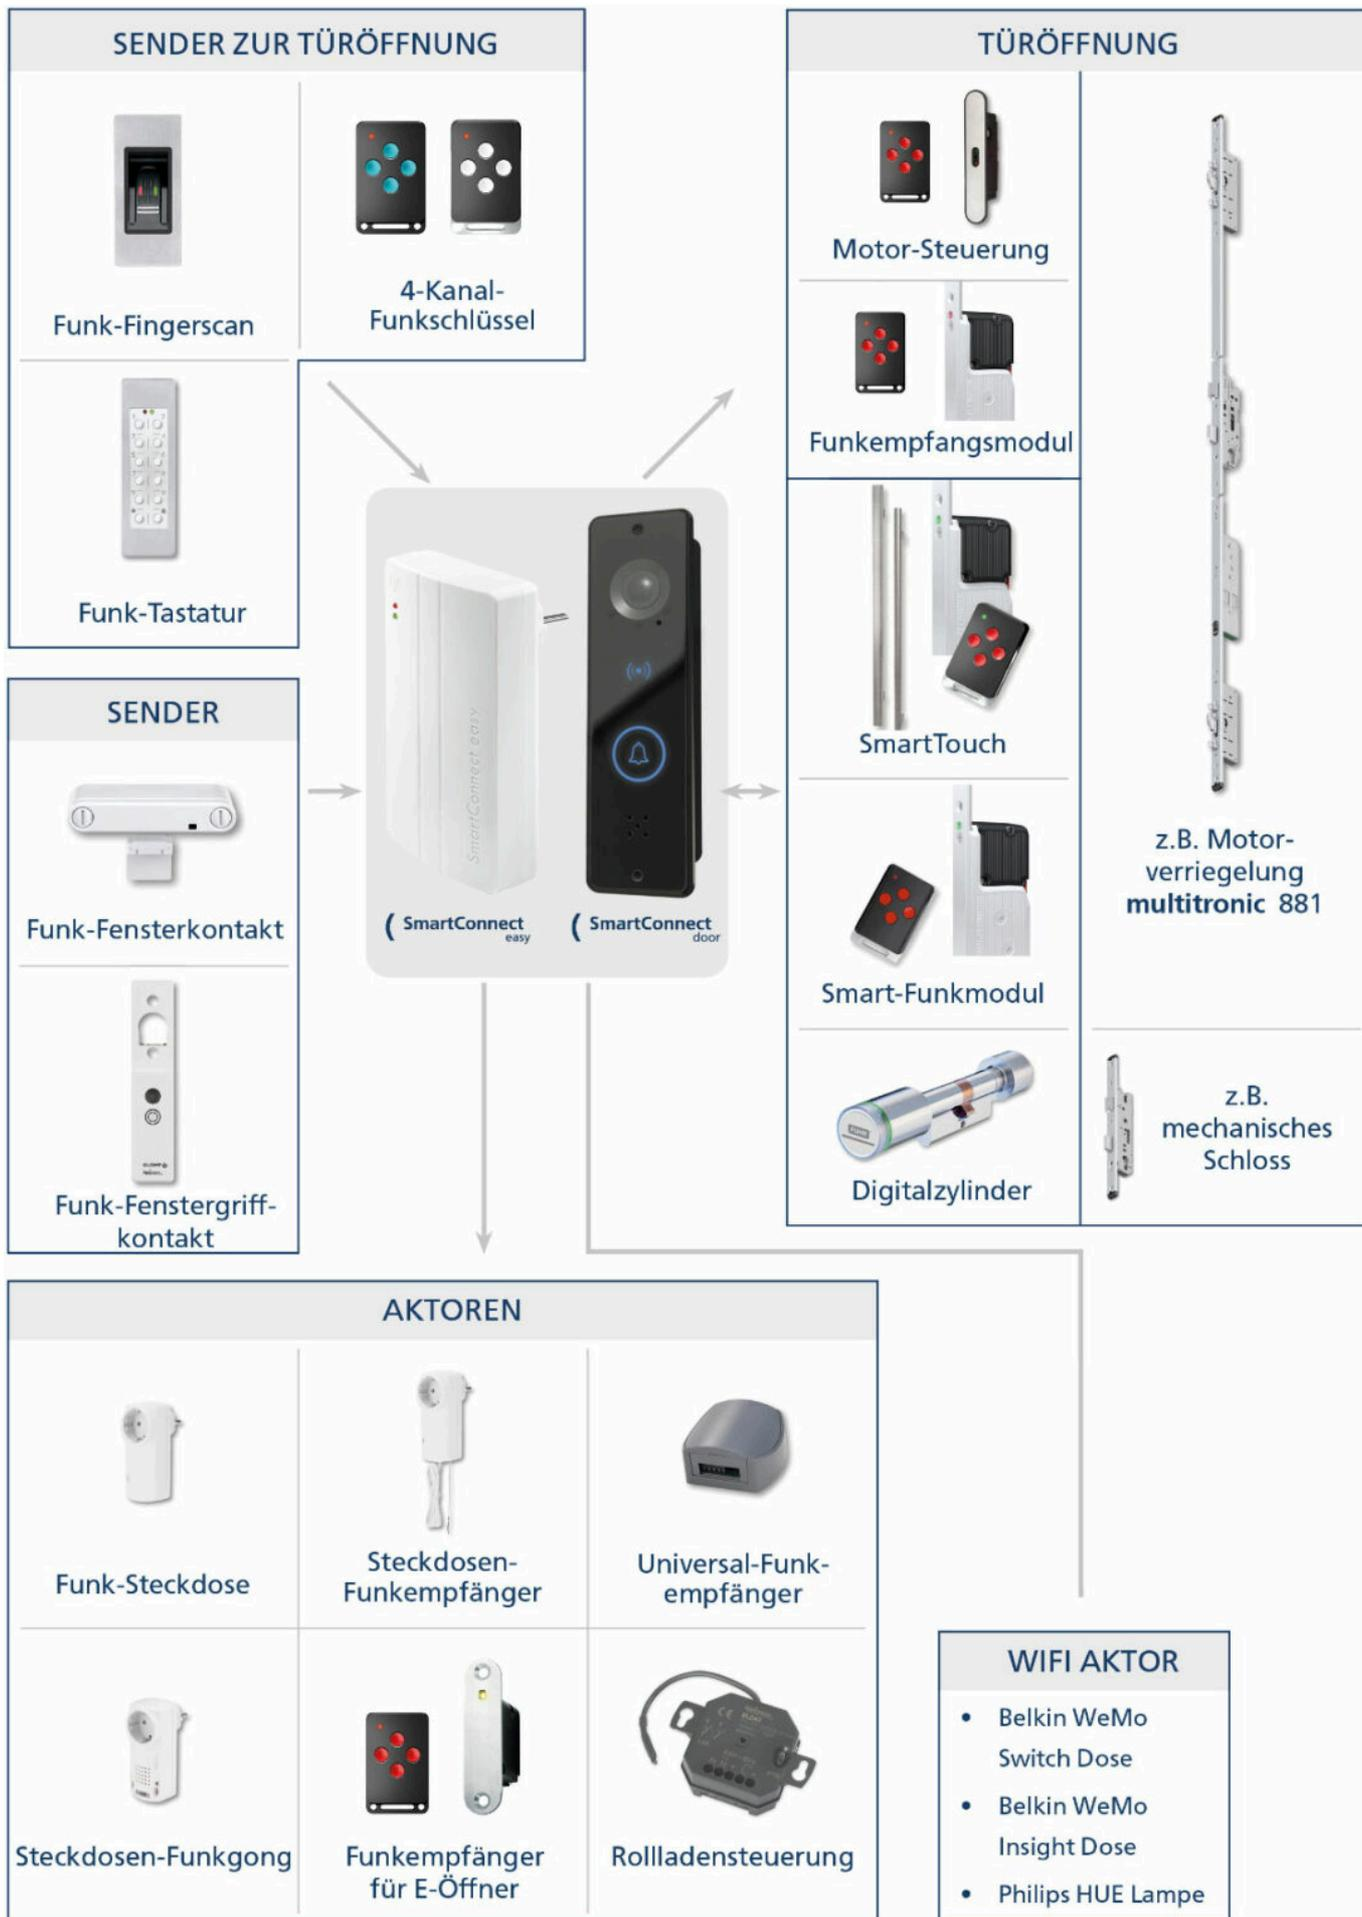 SENDER ZUR TÜRÖFFNUNG
Funk-Fingerscan
4-Kanal-
Funkschlüssel
Funk-Tastatur
SENDER
Funk-Fensterkontakt
Funk-Fenstergriff-
kontakt
SmartConnect easy
SmartConnect
easy
SmartConnect
door
TÜRÖFFNUNG
Motor-Steuerung
Funkempfangsmodul
SmartTouch
Smart-Funkmodul
Digitalzylinder
z.B. Motor-
verriegelung
multitronic 881
z.B.
mechanisches
Schloss
AKTOREN
Funk-Steckdose
Steckdosen-
Funkempfänger
Universal-Funk-
empfänger
Steckdosen-Funkgong
Funkempfänger
für E-Öffner
Rollladensteuerung
WIFI AKTOR
• Belkin WeMo
Switch Dose
• Belkin WeMo
Insight Dose
• Philips HUE Lampe